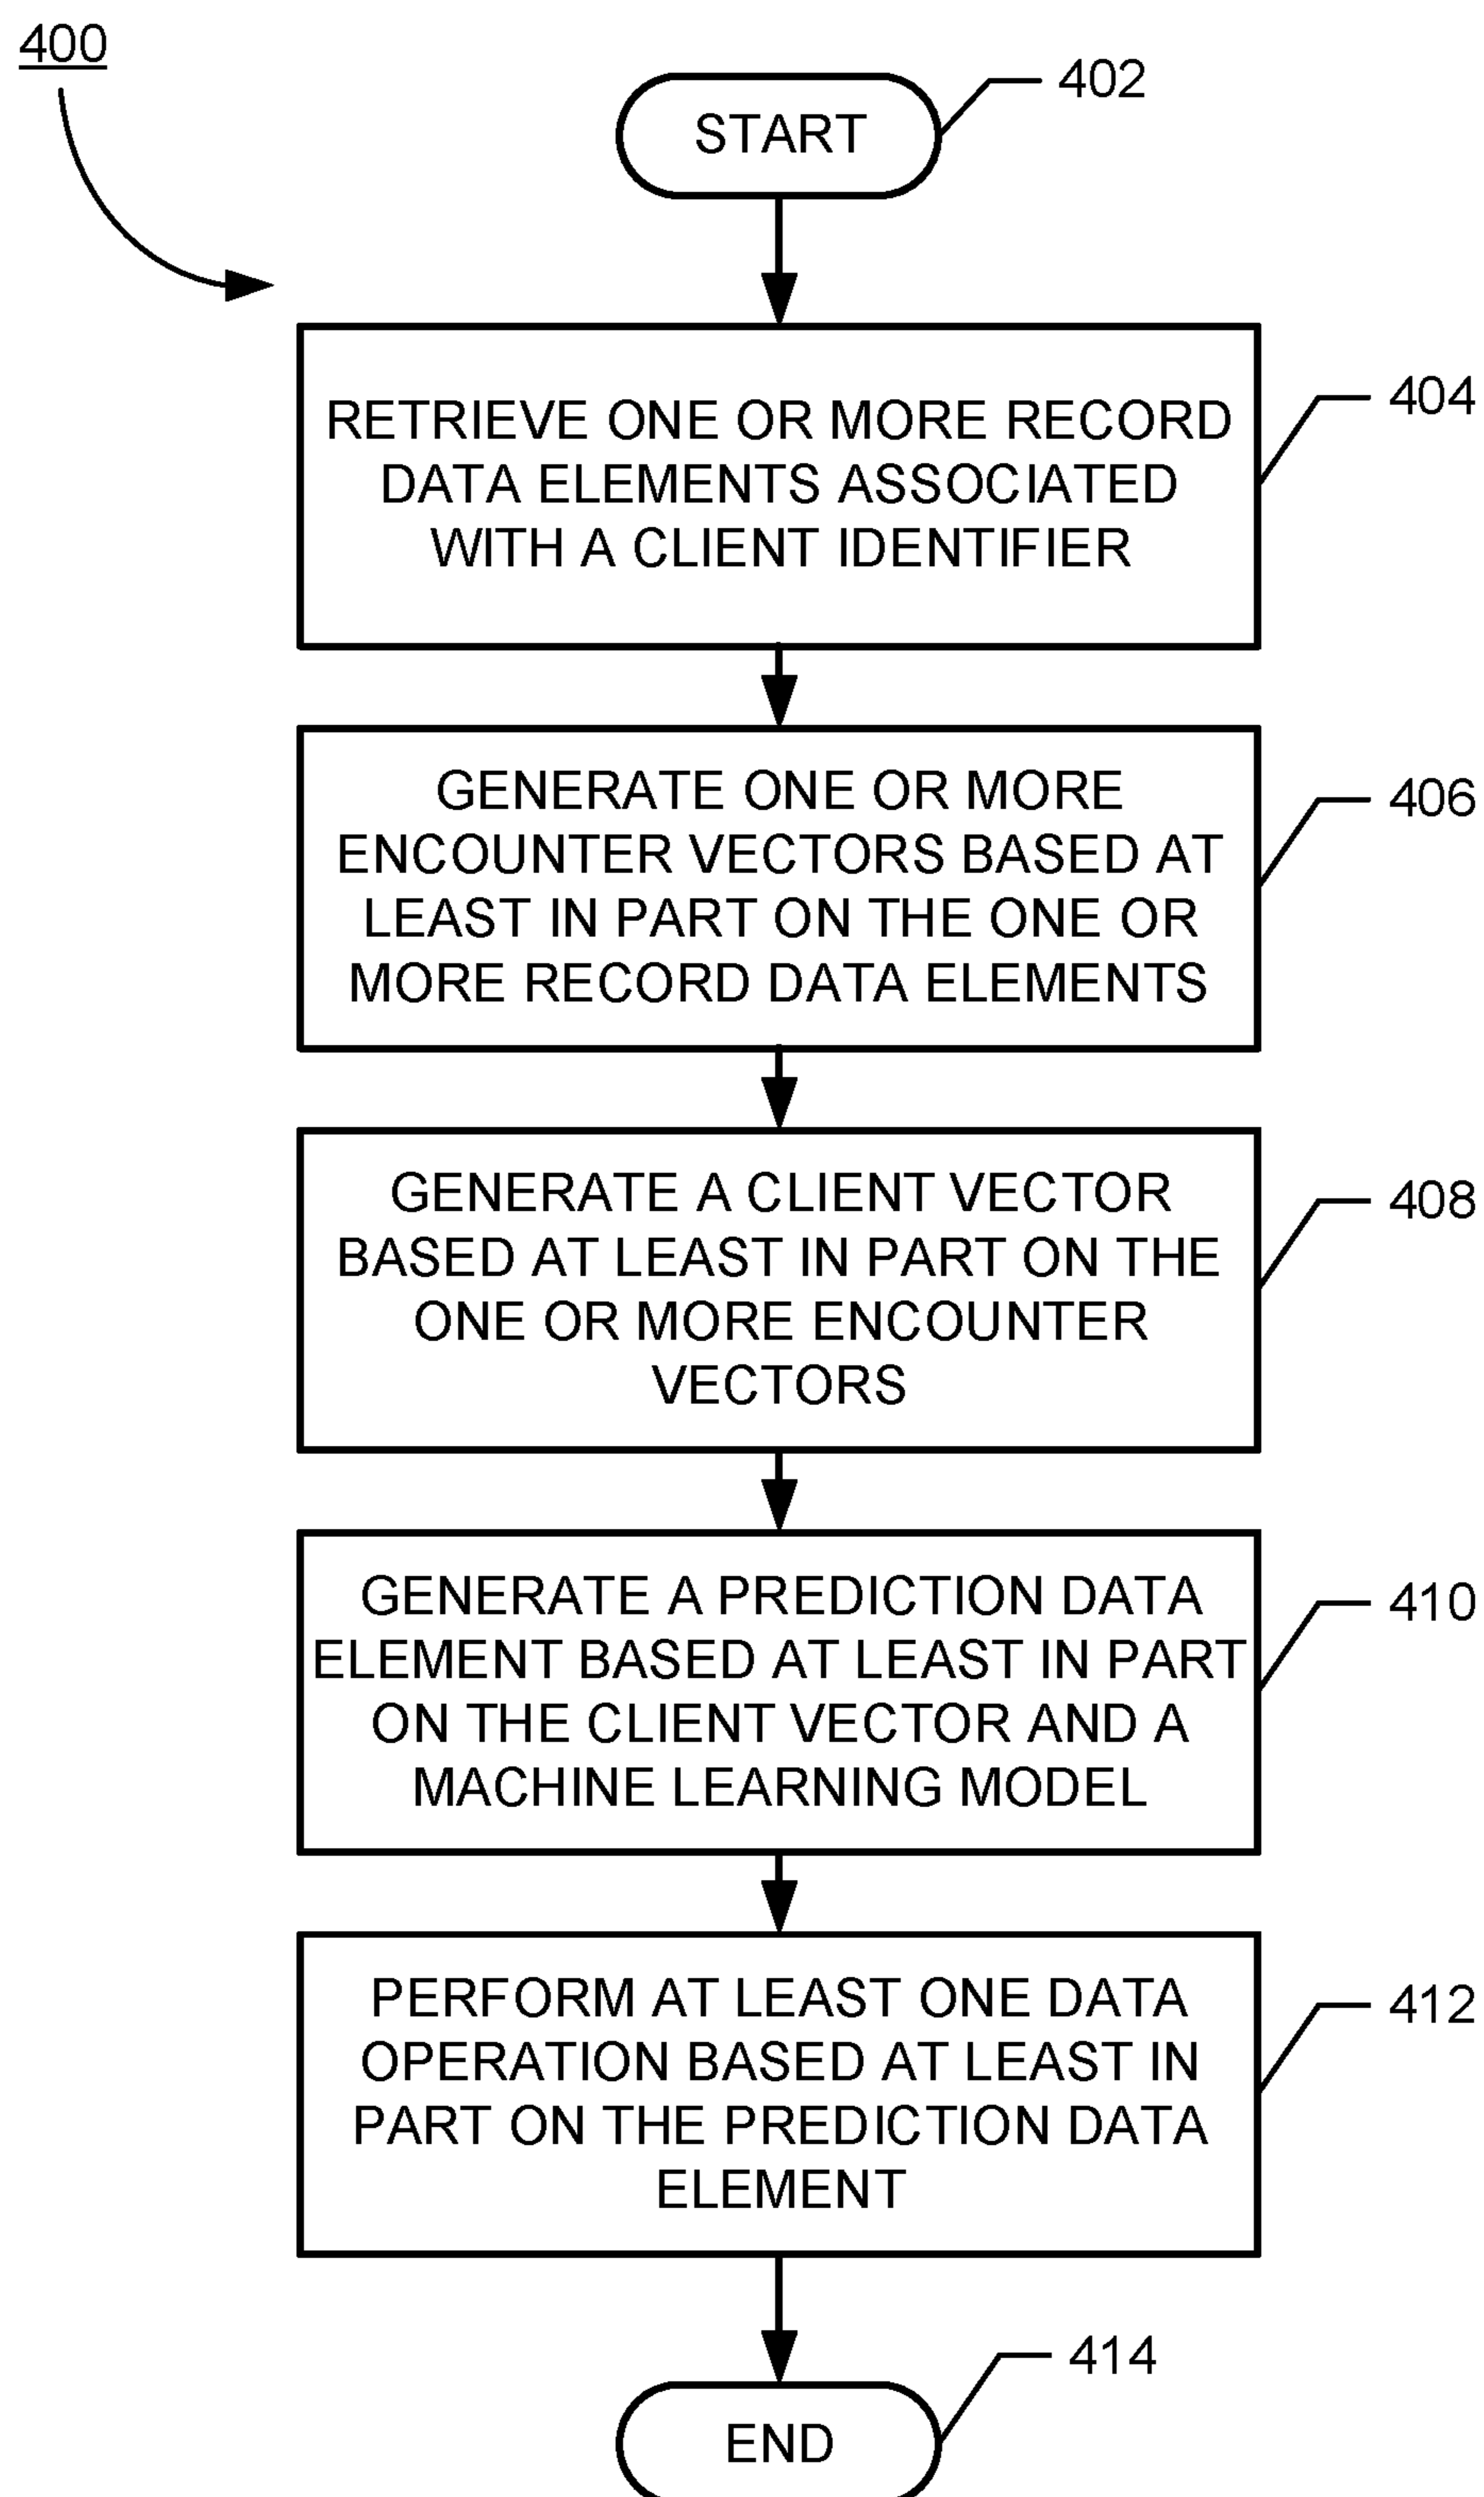 400
START
402
RETRIEVE ONE OR MORE RECORD
DATA ELEMENTS ASSOCIATED
WITH A CLIENT IDENTIFIER
404
GENERATE ONE OR MORE
ENCOUNTER VECTORS BASED AT
LEAST IN PART ON THE ONE OR
MORE RECORD DATA ELEMENTS
406
GENERATE A CLIENT VECTOR
BASED AT LEAST IN PART ON THE
ONE OR MORE ENCOUNTER
VECTORS
408
GENERATE A PREDICTION DATA
ELEMENT BASED AT LEAST IN PART
ON THE CLIENT VECTOR AND A
MACHINE LEARNING MODEL
410
PERFORM AT LEAST ONE DATA
OPERATION BASED AT LEAST IN
PART ON THE PREDICTION DATA
ELEMENT
412
END
414